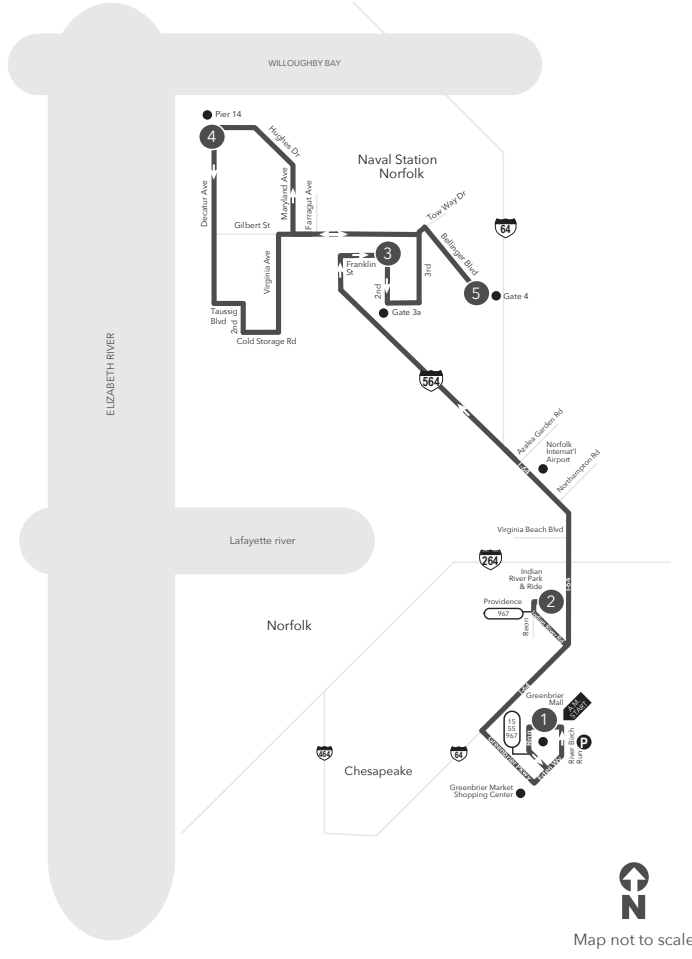 WILLOUGHBY BAY
Pier 14
4
Hughes Dr
Naval Station
Norfolk
Decatur Ave
Maryland Ave
Farragut Ave
Tow Way Dr
Gilbert St
64
Virginia Ave
3
Franklin
St
3rd
Bellinger Blvd
2nd
5
Gate 4
Taussig
Blvd
2nd
Gate 3a
Cold Storage Rd
ELIZABETH RIVER
564
Azalea Garden Rd
Norfolk
Internat'l
Airport
I-64
Northampton Rd
Virginia Beach Blvd
Lafayette river
264
Indian
River Park
& Ride
I-64
Providence
967
2
Reon
Indian River Rd
Norfolk
I-64
Greenbrier
Mall
A.M.
START
1
15
55
967
River Birch
Run
P
Greenbrier Pkwy
Eden Way
464
64
Chesapeake
Greenbrier Market
Shopping Center
N
Map not to scale